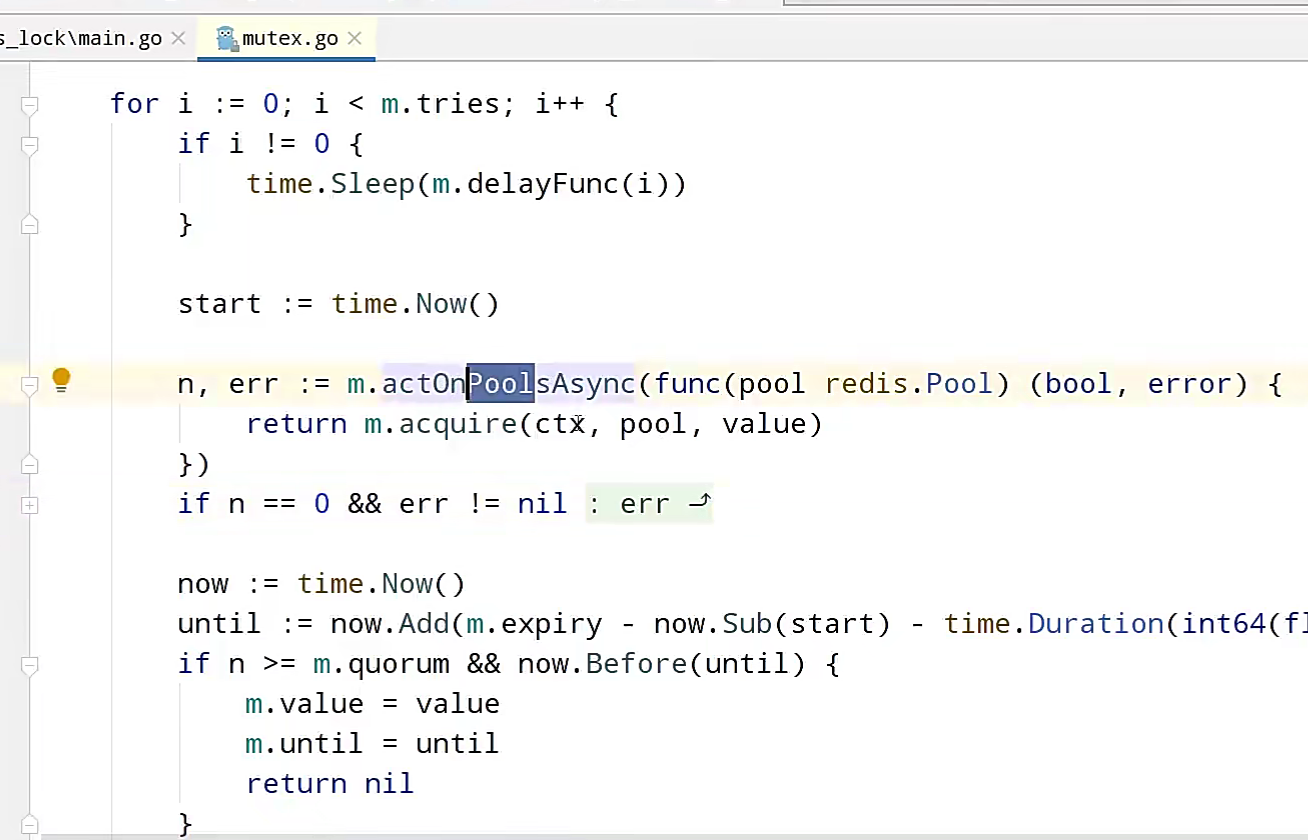 s_lock\main.go
mutex.go
for i := 0; i < m.tries; i++ {
if i != 0 {
time.Sleep(m.delayFunc(i))
}
start := time.Now()
n, err := m.actOnPoolsAsync(func(pool redis.Pool) (bool, error) {
return m.acquire(ctx, pool, value)
})
if n == 0 && err != nil : err
now := time.Now()
until := now.Add(m.expiry - now.Sub(start) - time.Duration(int64(fl
if n >= m.quorum && now.Before(until) {
m.value = value
m.until = until
return nil
}